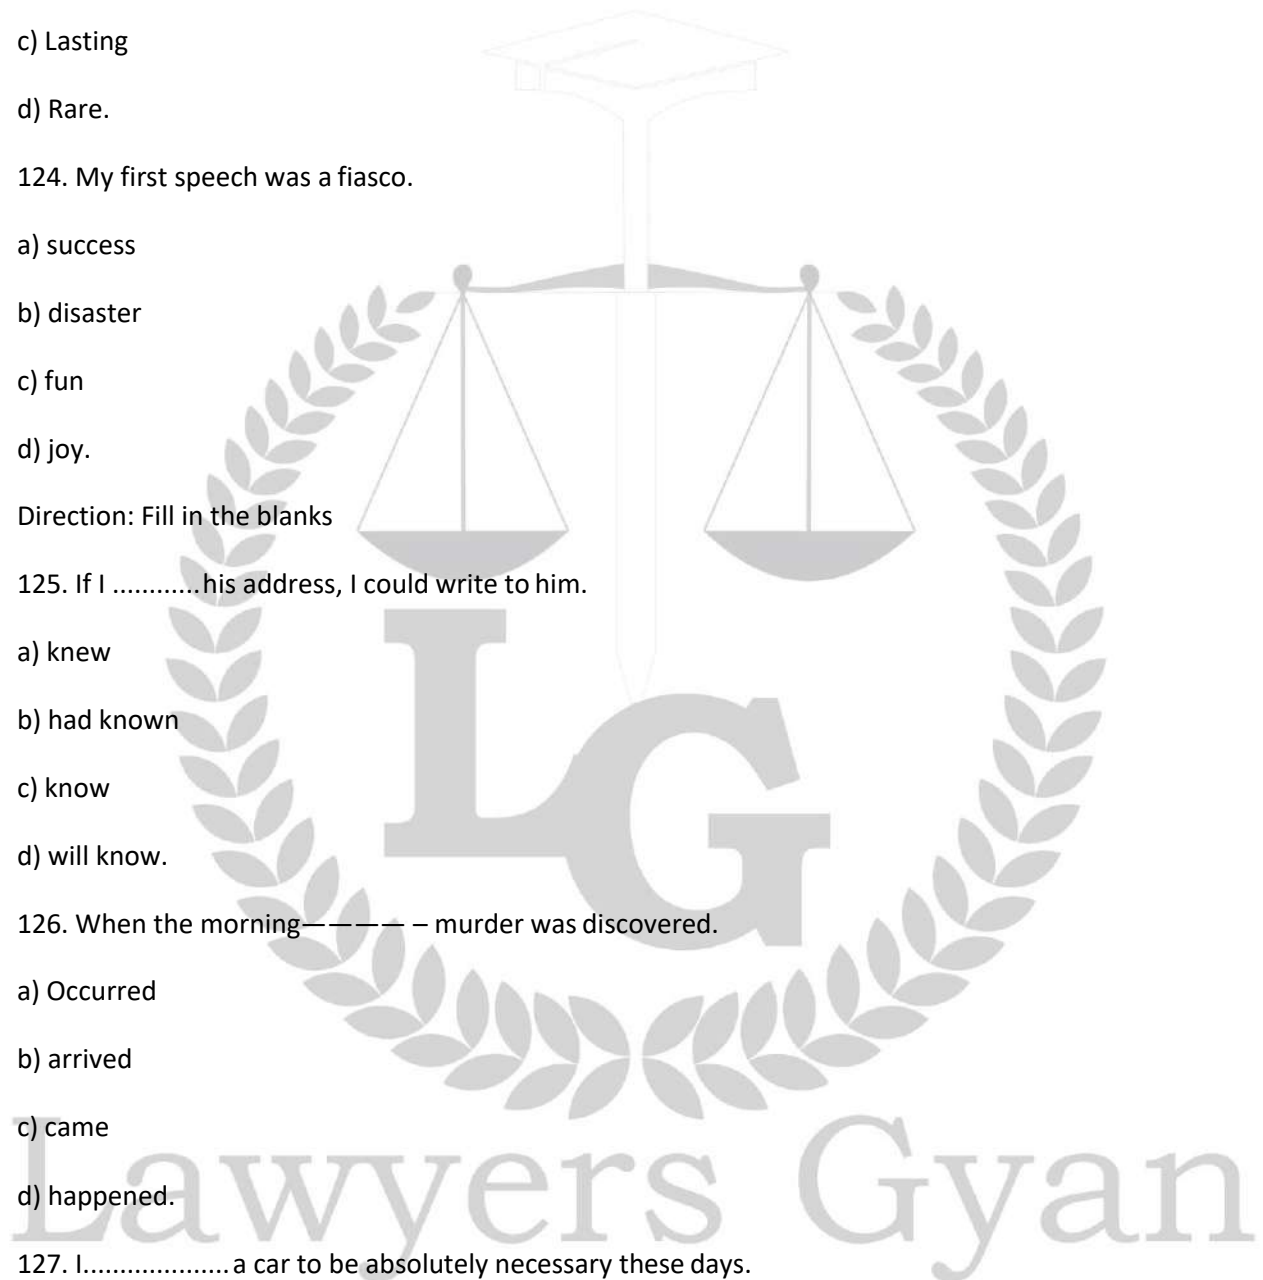 c) Lasting
d) Rare.
124. My first speech was a fiasco.
a) success
b) disaster
c) fun
d) joy.
Direction: Fill in the blanks
125. If I ............his address, I could write to him.
a) knew
b) had known
c) know
d) will know.
126. When the morning———— – murder was discovered.
a) Occurred
b) arrived
c) came
d) happened.
127. I....................a car to be absolutely necessary these days.
LG
Lawyers Gyan